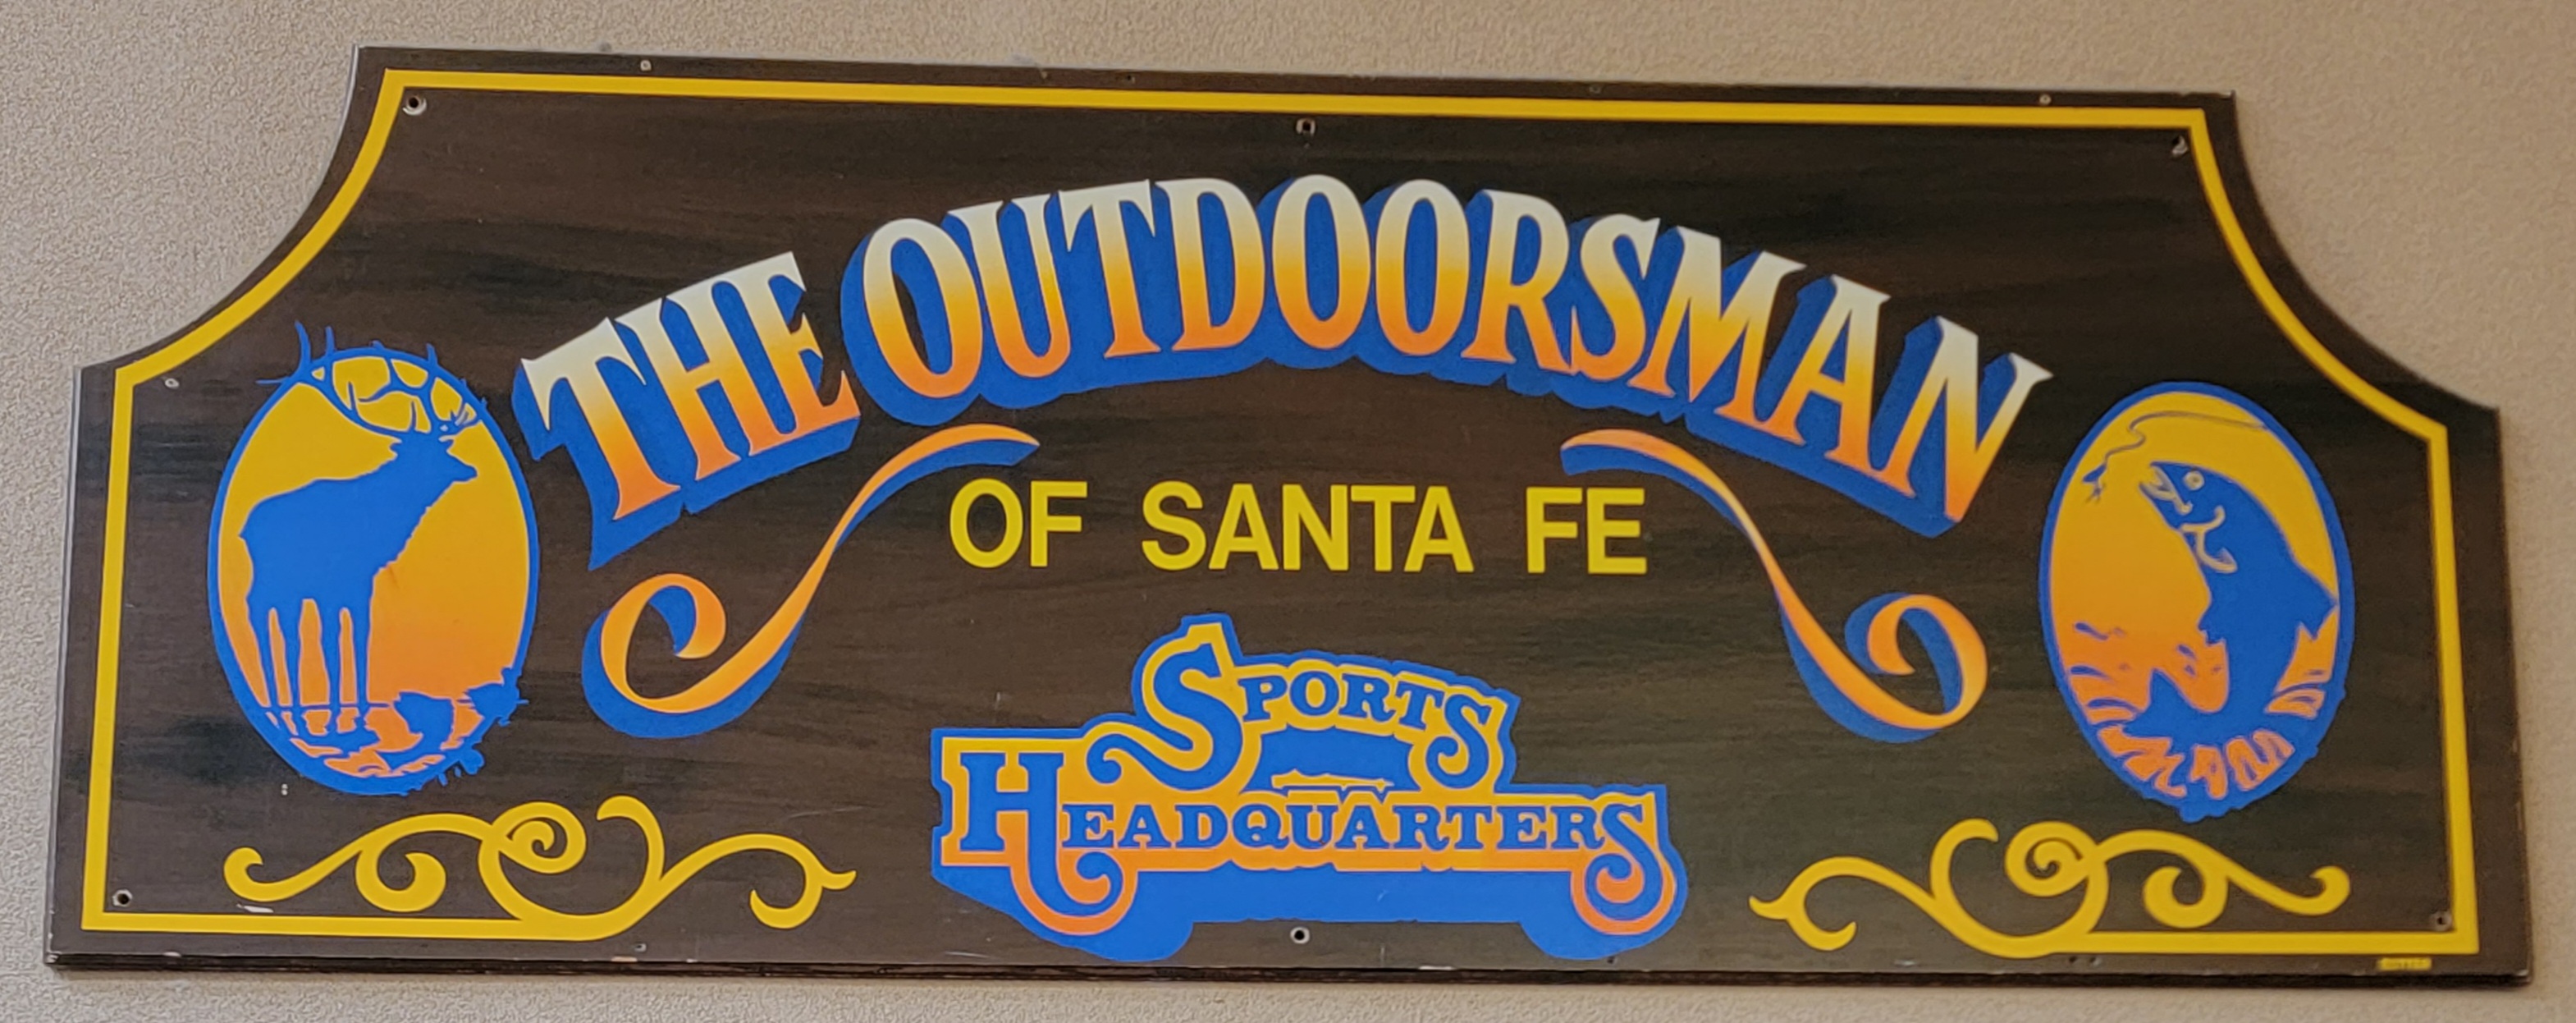 THE OUTDOORSMAN
OF SANTA FE
SPORTS
HEADQUARTERS